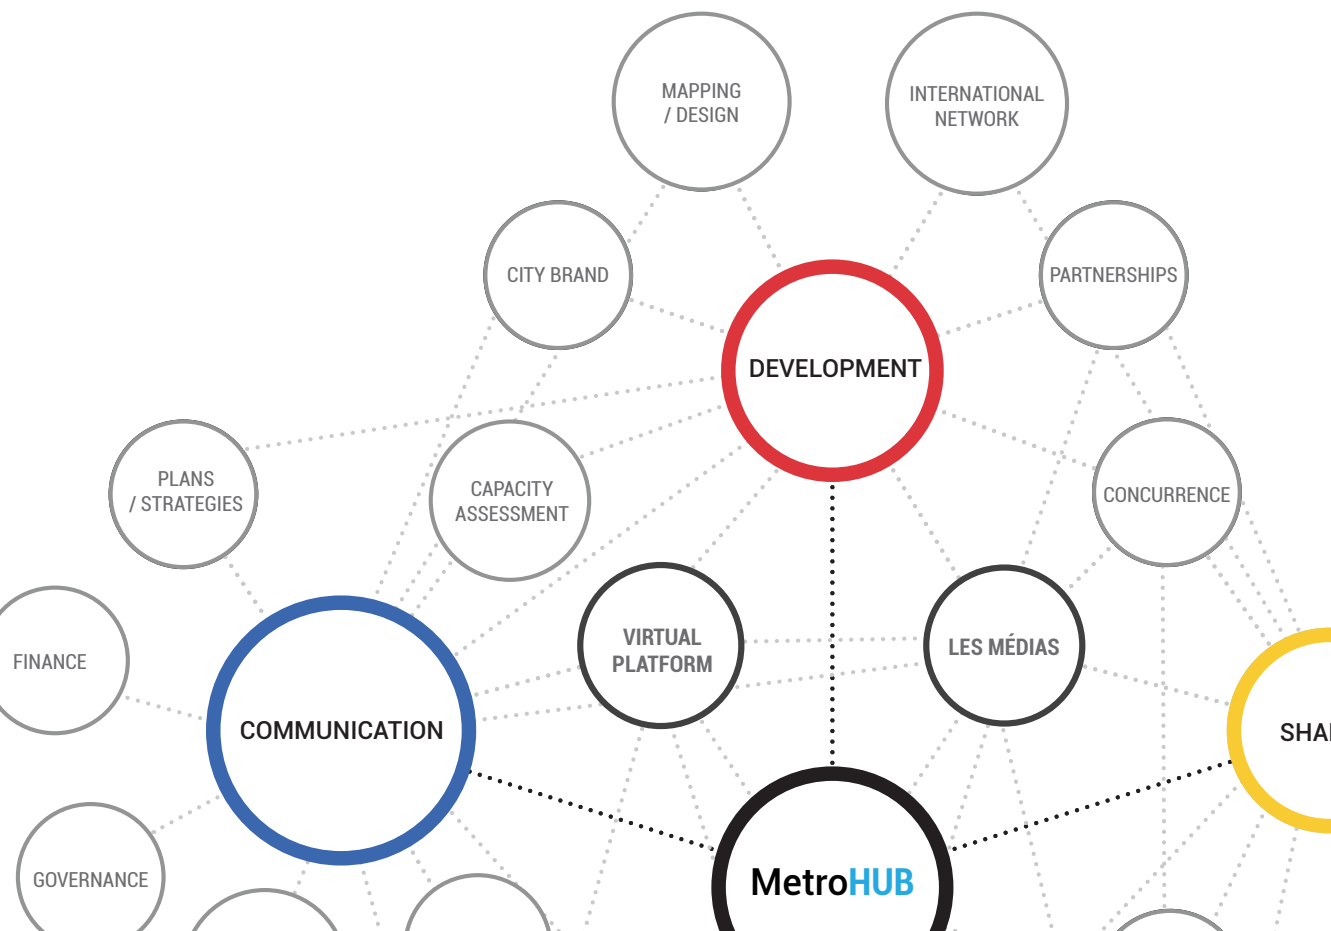 MAPPING
/ DESIGN
INTERNATIONAL
NETWORK
CITY BRAND
PARTNERSHIPS
DEVELOPMENT
PLANS
/ STRATEGIES
CAPACITY
ASSESSMENT
CONCURRENCE
FINANCE
VIRTUAL
PLATFORM
LES MÉDIAS
COMMUNICATION
SHA
GOVERNANCE
MetroHUB